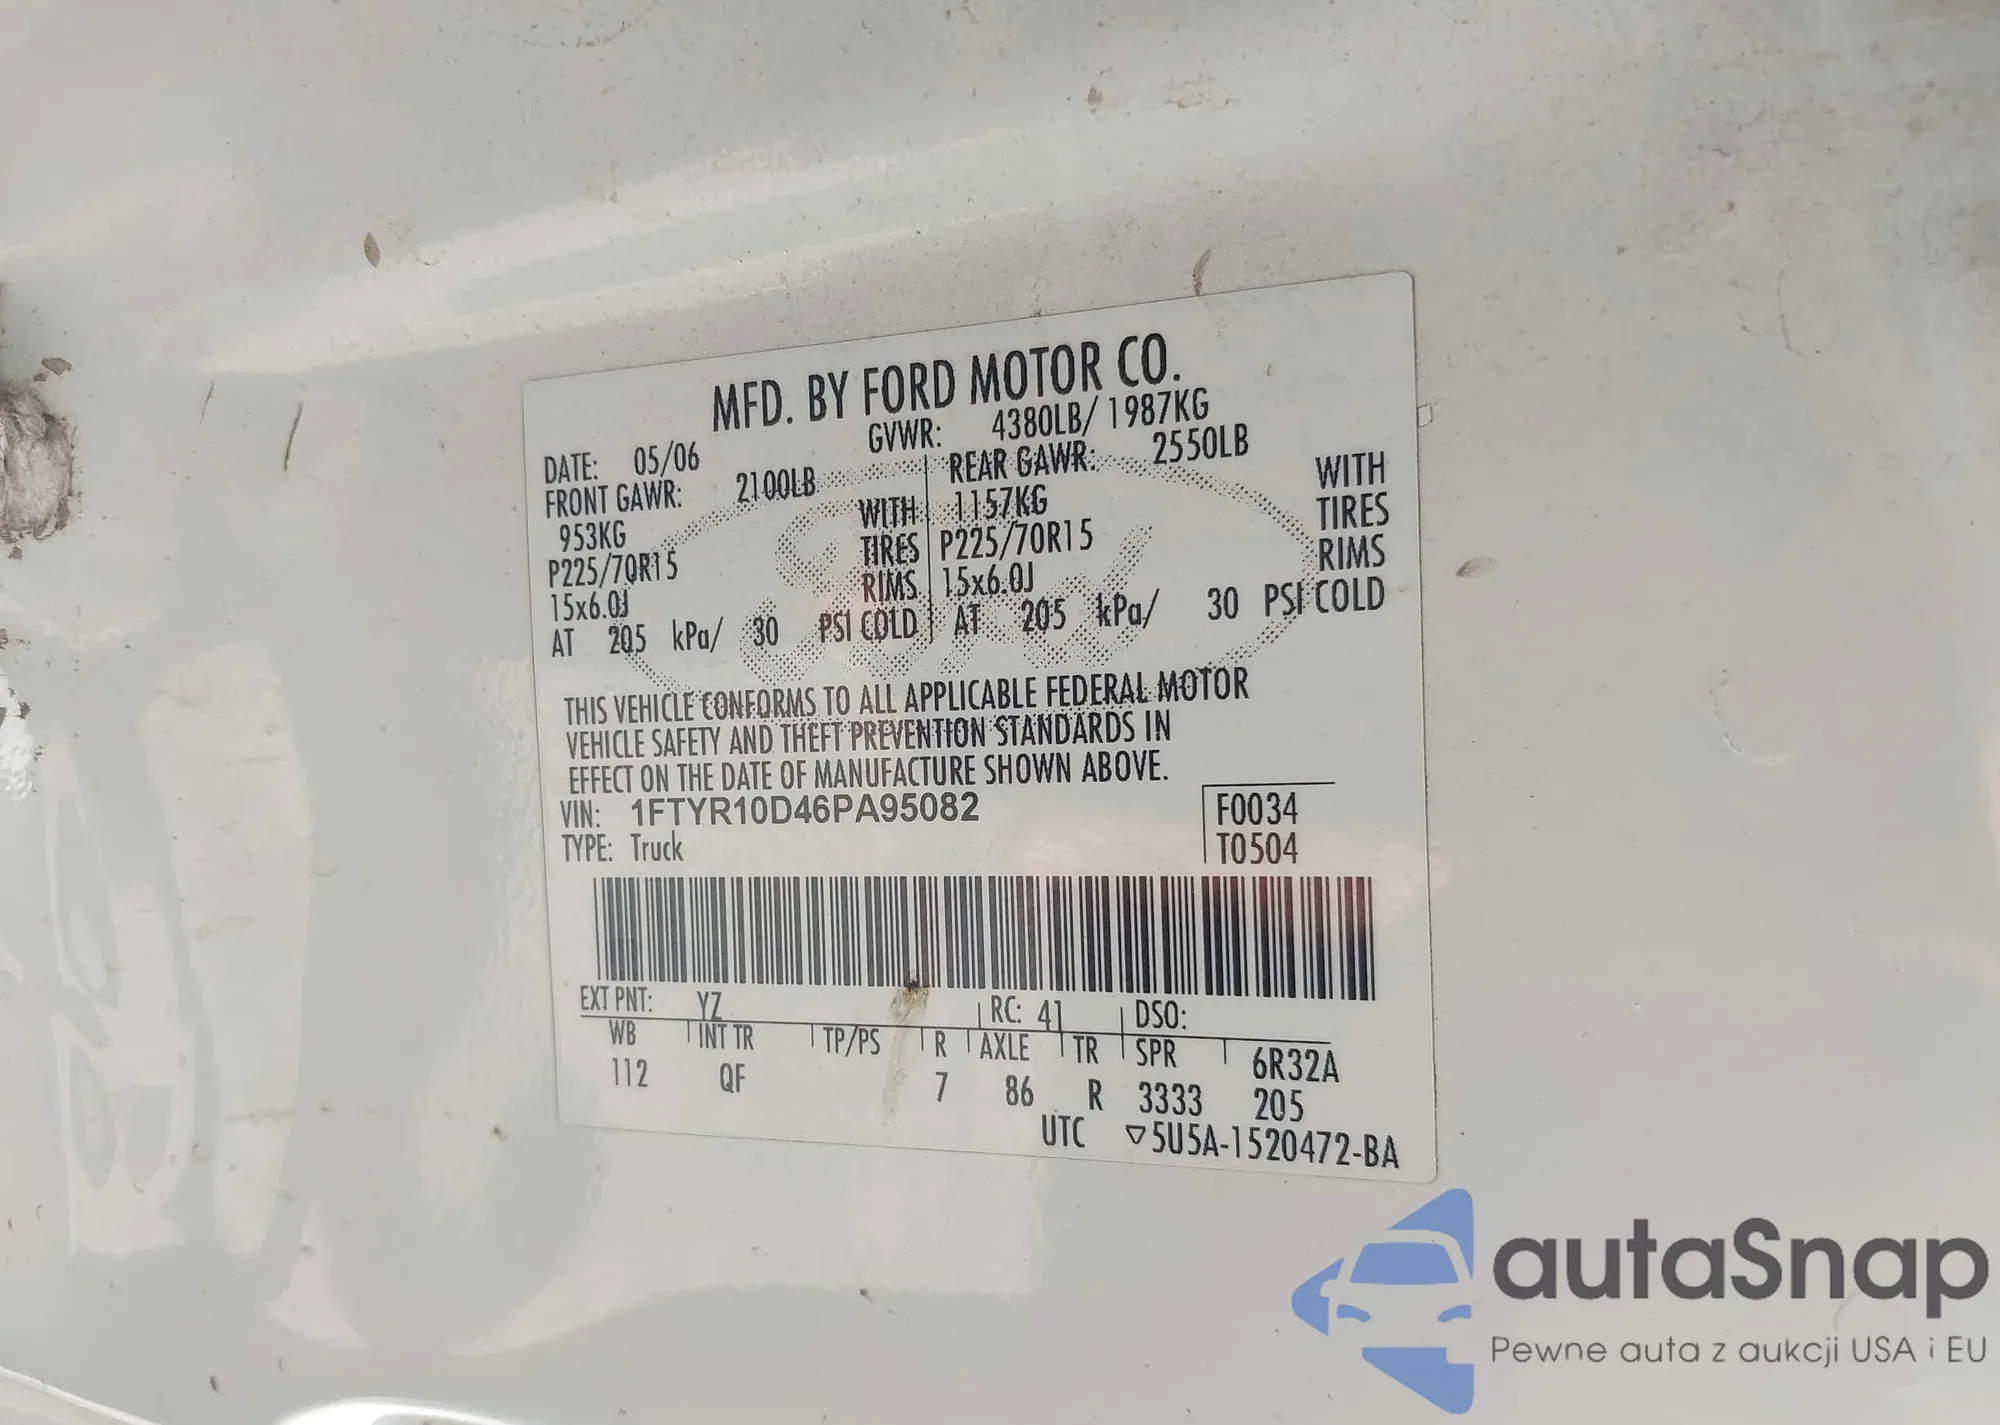 MFD. BY FORD MOTOR CO.
DATE: 05/06 GVWR: 4380LB/ 1987KG
FRONT GAWR: 2100LB REAR GAWR: 2550LB
953KG WITH 1157KG WITH
P225/70R15 TIRES P225/70R15 TIRES
15x6.0J RIMS 15x6.0J RIMS
AT 205 kPa/ 30 PSI COLD AT 205 kPa/ 30 PSI COLD
Ford
THIS VEHICLE CONFORMS TO ALL APPLICABLE FEDERAL MOTOR
VEHICLE SAFETY AND THEFT PREVENTION STANDARDS IN
EFFECT ON THE DATE OF MANUFACTURE SHOWN ABOVE.
VIN: 1FTYR10D46PA95082 F0034
TYPE: Truck T0504
EXT PNT: YZ RC: 41 DSO:
WB INT TR TP/PS R AXLE TR SPR 6R32A
112 QF 7 86 R 3333 205
UTC ▽5U5A-1520472-BA
autaSnap
Pewne auta z aukcji USA i EU